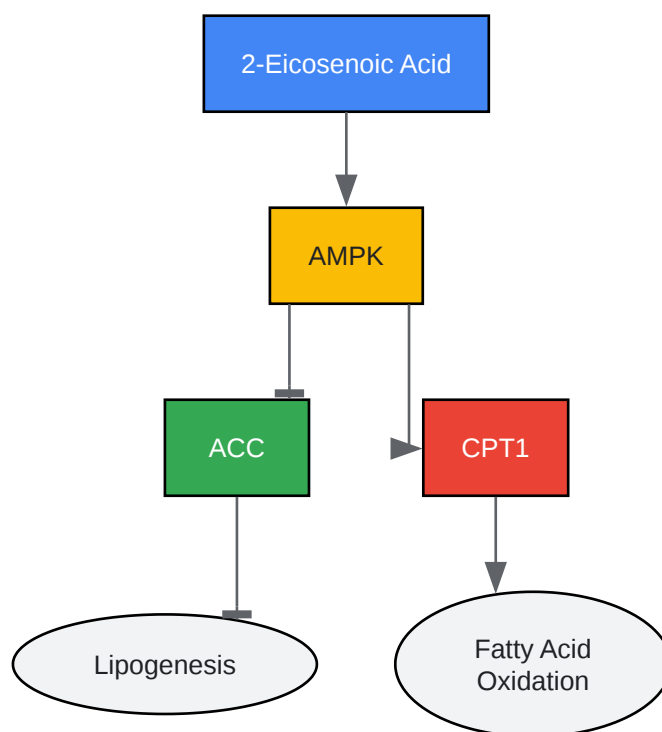 2-Eicosenoic Acid
AMPK
ACC
CPT1
Lipogenesis
Fatty Acid
Oxidation